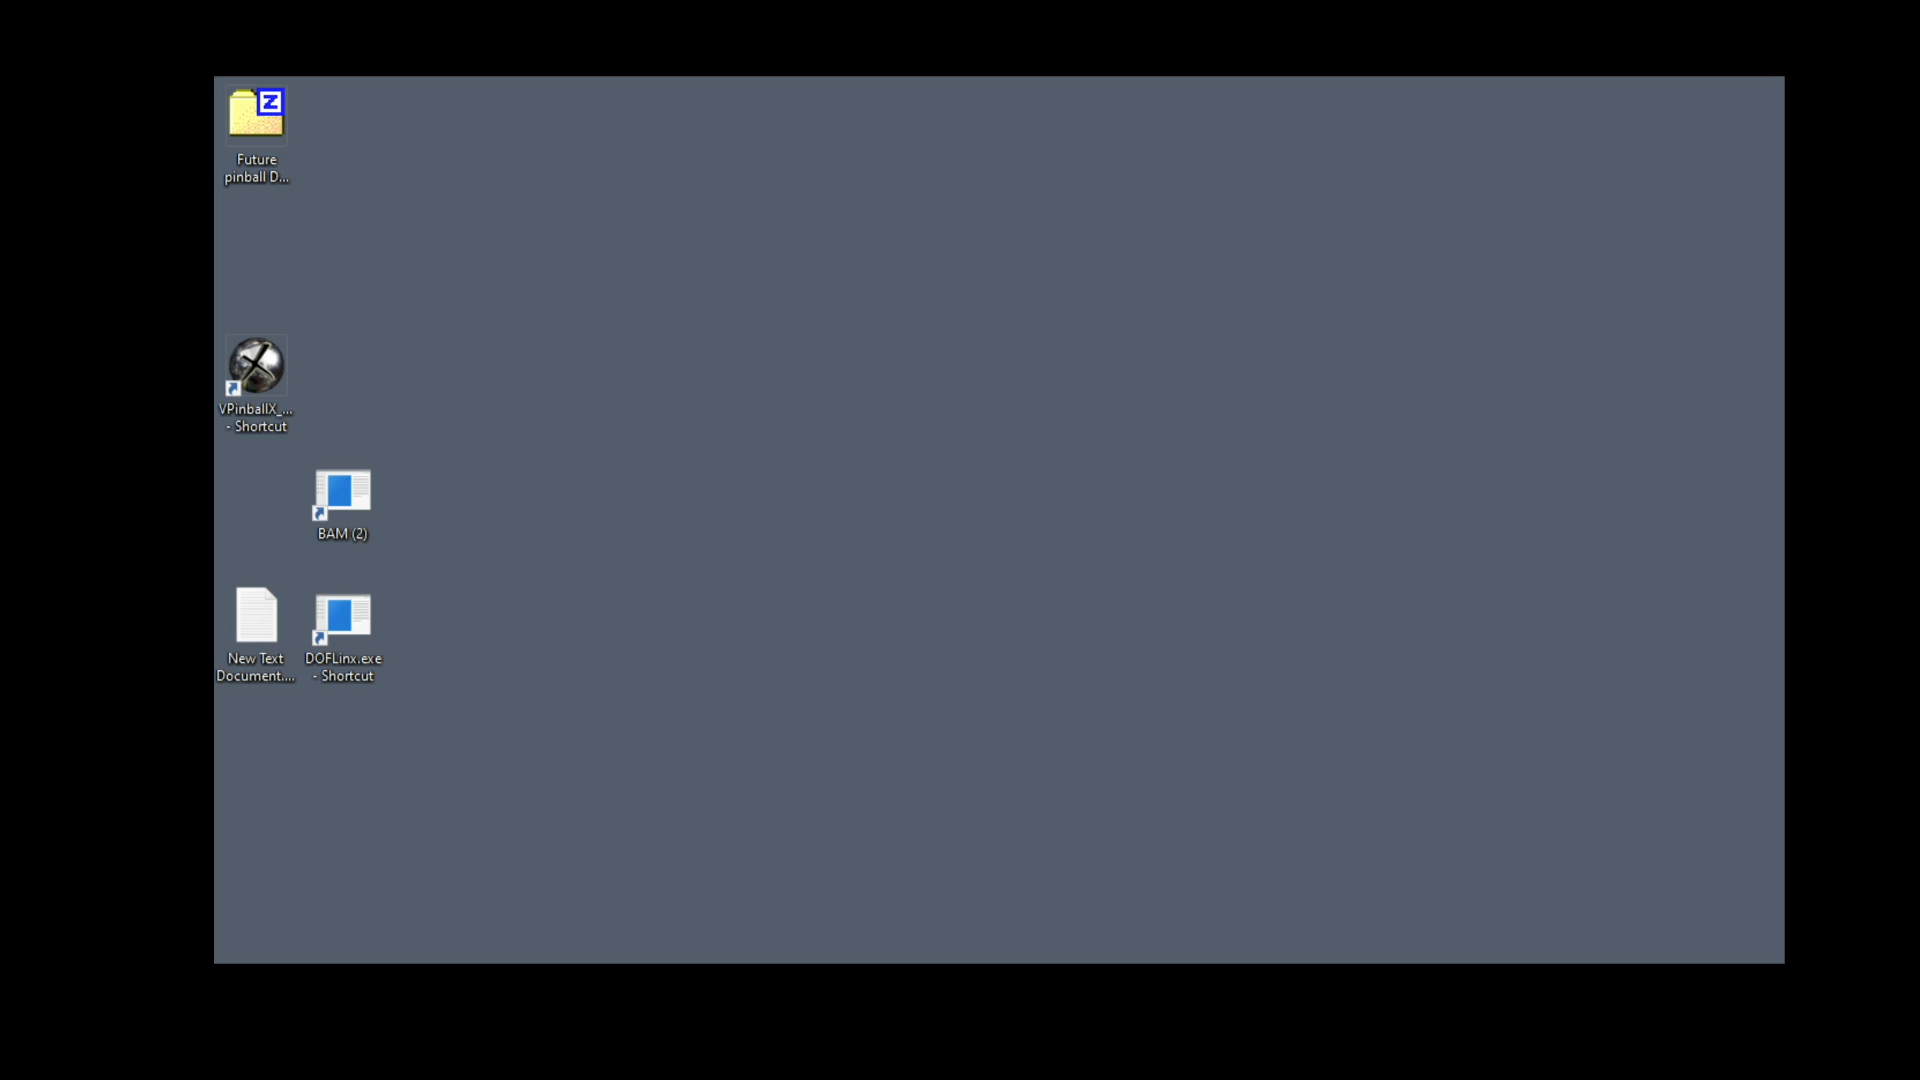 Z
Future
pinball D...
VPinballX_...
- Shortcut
BAM (2)
New Text
Document....
DOFLinx.exe
- Shortcut